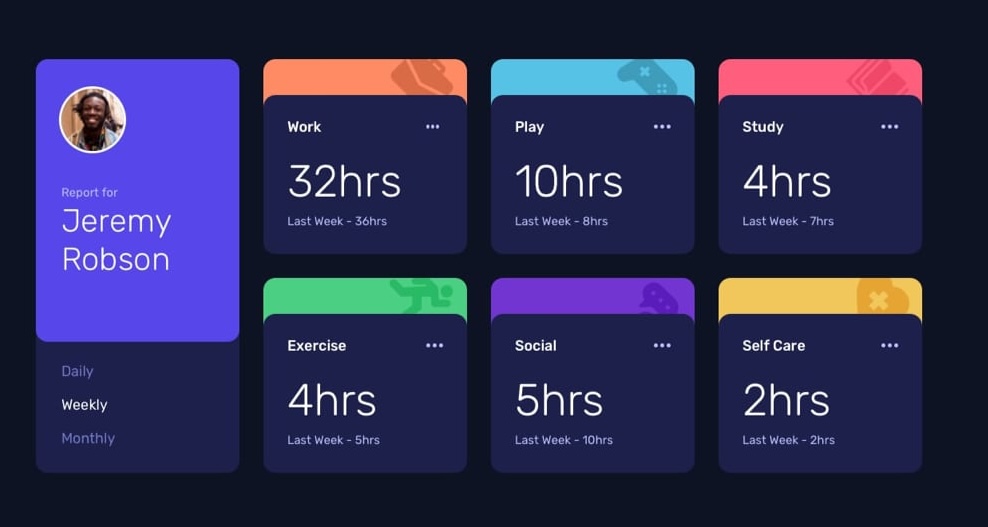 Report for
Jeremy
Robson
Daily
Weekly
Monthly
Work
32hrs
Last Week - 36hrs
Play
10hrs
Last Week - 8hrs
Study
4hrs
Last Week - 7hrs
Exercise
4hrs
Last Week - 5hrs
Social
5hrs
Last Week - 10hrs
Self Care
2hrs
Last Week - 2hrs